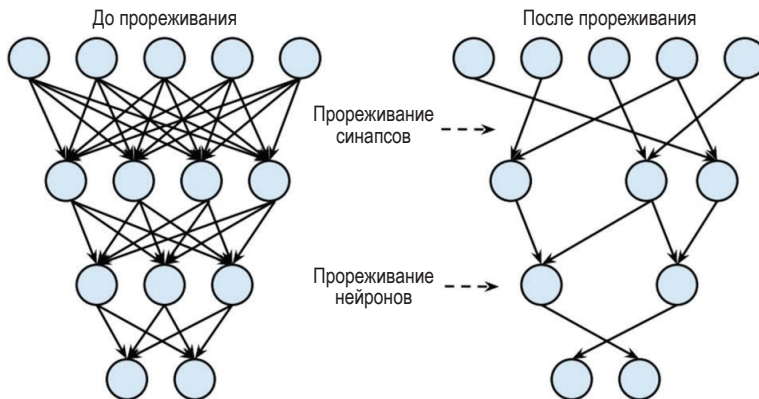 До прореживания
После прореживания
Прореживание
синапсов
Прореживание
нейронов